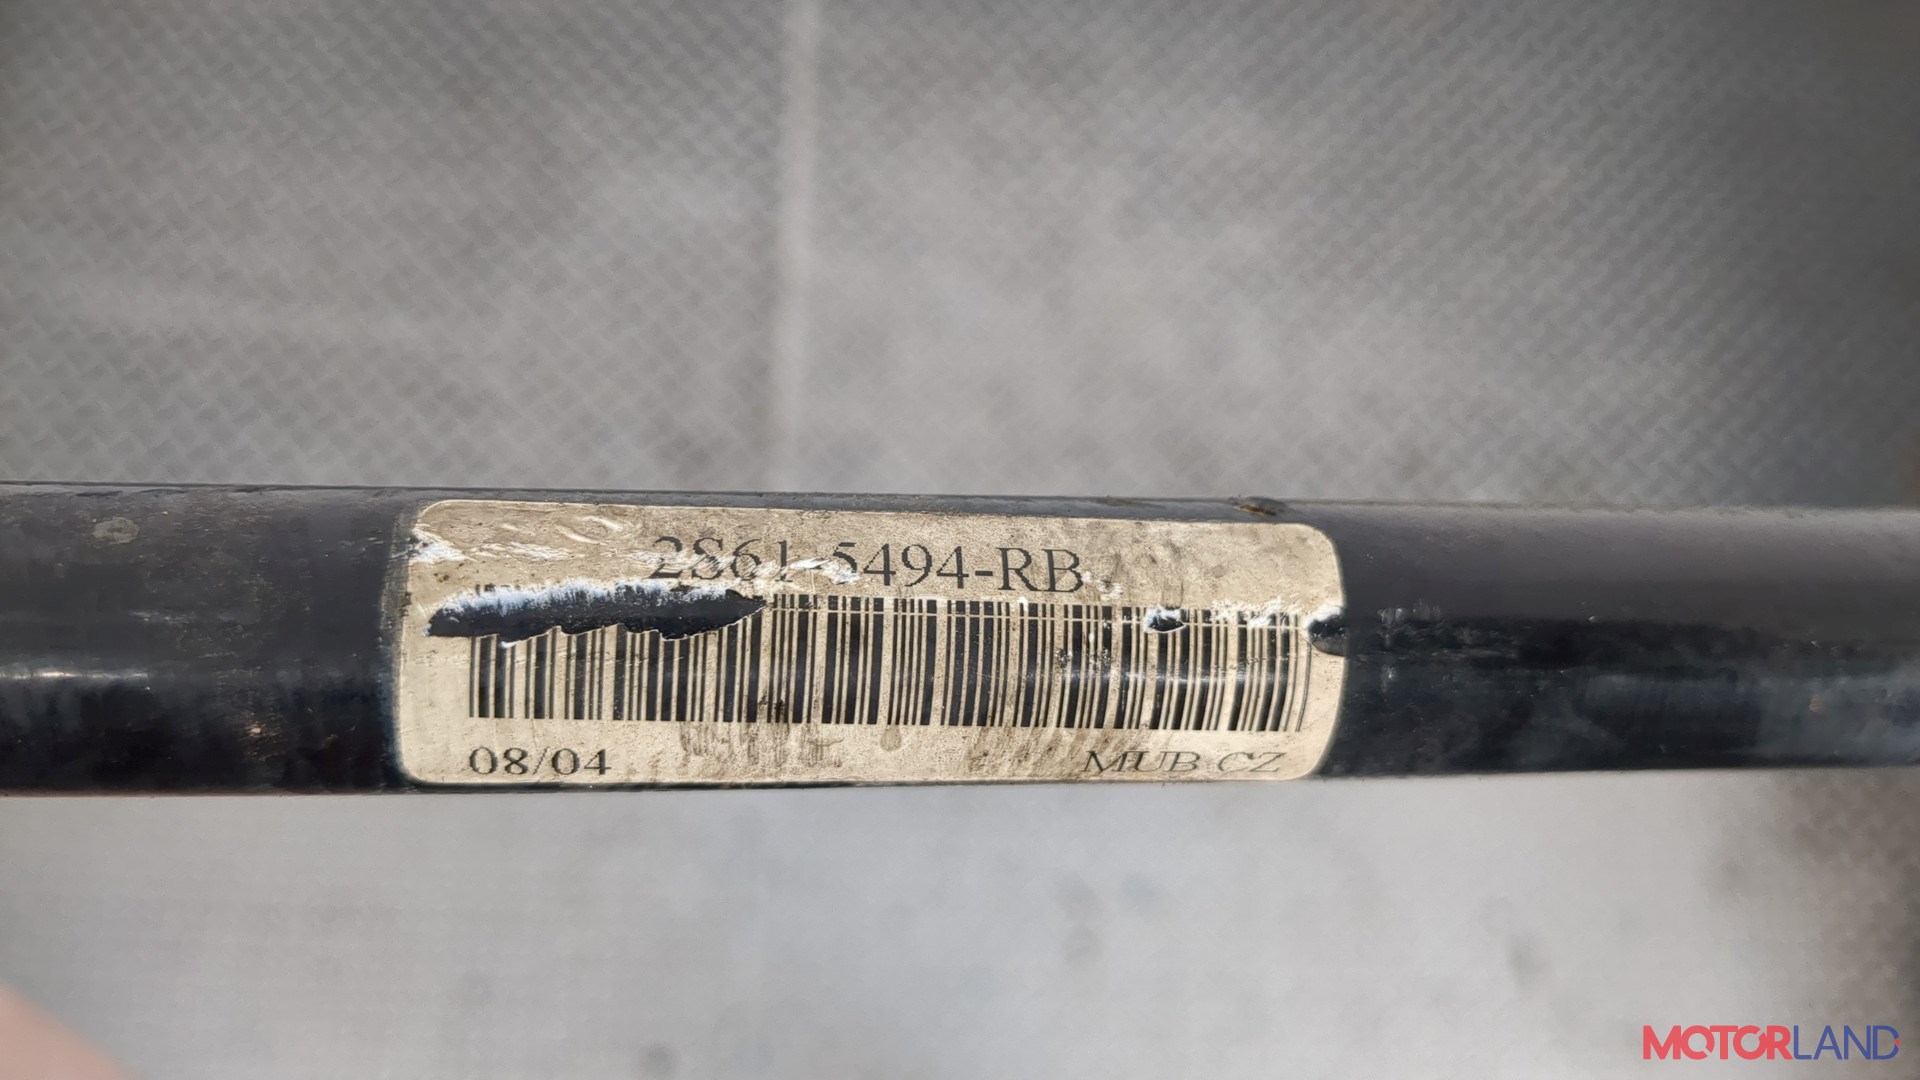 2S61-5494-RB
08/04
MUB CZ
MOTORLAND